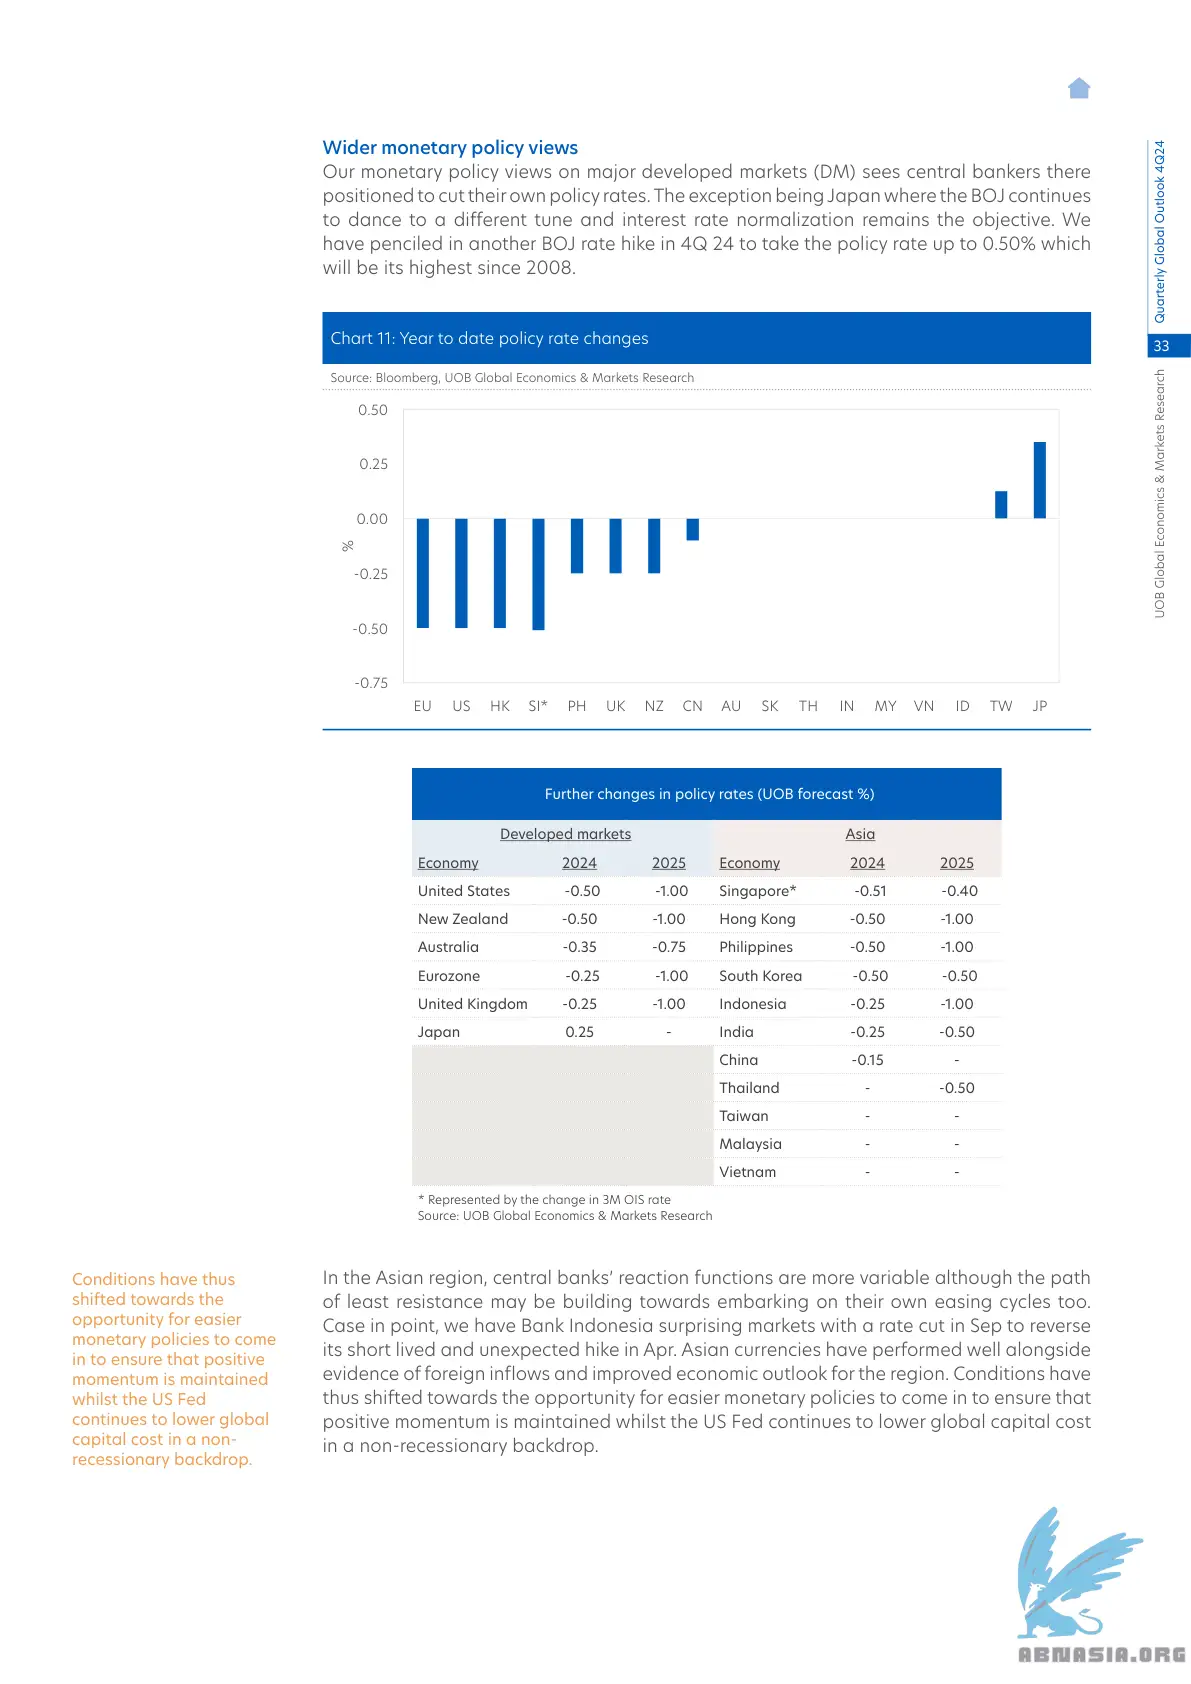 Wider monetary policy views
Our monetary policy views on major developed markets (DM) sees central bankers there
positioned to cut their own policy rates. The exception being Japan where the BOJ continues
to dance to a different tune and interest rate normalization remains the objective. We
have penciled in another BOJ rate hike in 4Q 24 to take the policy rate up to 0.50% which
will be its highest since 2008.
Quarterly Global Outlook 4Q24
33
UOB Global Economics & Markets Research
Chart 11: Year to date policy rate changes
Source: Bloomberg, UOB Global Economics & Markets Research
0.50
0.25
0.00
%
-0.25
-0.50
-0.75
EU US HK SI* PH UK NZ CN AU SK TH IN MY VN ID TW JP
Further changes in policy rates (UOB forecast %)
Developed markets Asia
Economy 2024 2025 Economy 2024 2025
United States -0.50 -1.00 Singapore* -0.51 -0.40
New Zealand -0.50 -1.00 Hong Kong -0.50 -1.00
Australia -0.35 -0.75 Philippines -0.50 -1.00
Eurozone -0.25 -1.00 South Korea -0.50 -0.50
United Kingdom -0.25 -1.00 Indonesia -0.25 -1.00
Japan 0.25 - India -0.25 -0.50
China -0.15 -
Thailand - -0.50
Taiwan - -
Malaysia - -
Vietnam - -
* Represented by the change in 3M OIS rate
Source: UOB Global Economics & Markets Research
Conditions have thus
shifted towards the
opportunity for easier
monetary policies to come
in to ensure that positive
momentum is maintained
whilst the US Fed
continues to lower global
capital cost in a non-
recessionary backdrop.
In the Asian region, central banks' reaction functions are more variable although the path
of least resistance may be building towards embarking on their own easing cycles too.
Case in point, we have Bank Indonesia surprising markets with a rate cut in Sep to reverse
its short lived and unexpected hike in Apr. Asian currencies have performed well alongside
evidence of foreign inflows and improved economic outlook for the region. Conditions have
thus shifted towards the opportunity for easier monetary policies to come in to ensure that
positive momentum is maintained whilst the US Fed continues to lower global capital cost
in a non-recessionary backdrop.
ABNASIA.ORG